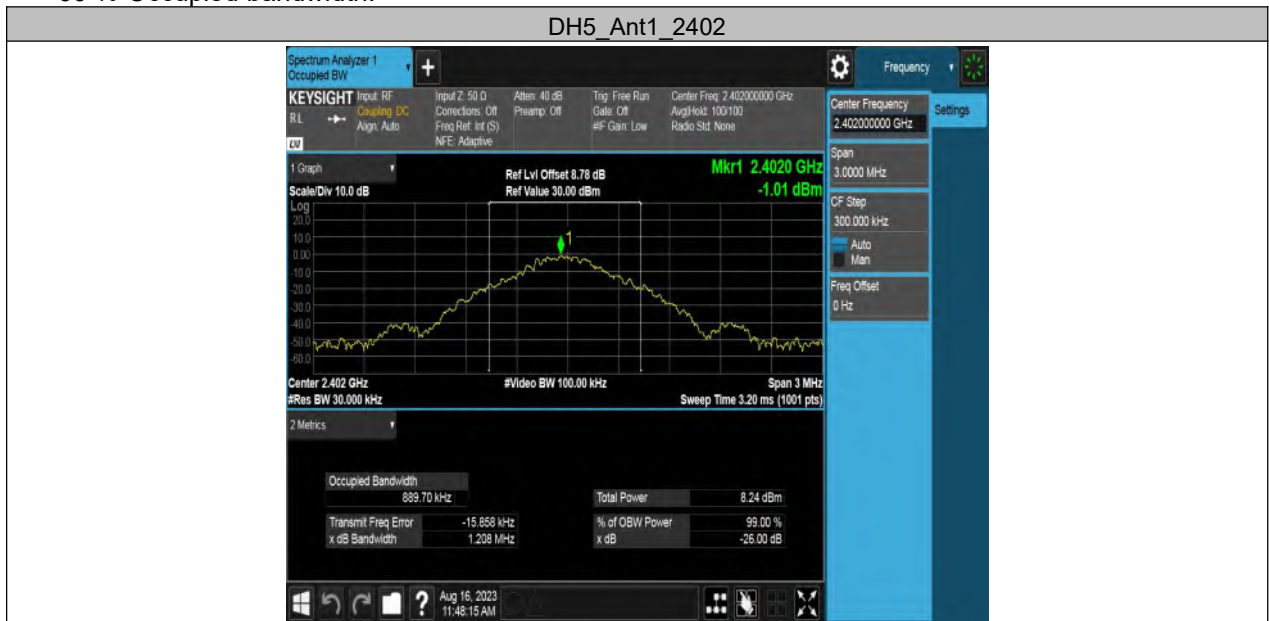 99 % Occupied bandwidth:
DH5_Ant1_2402
Spectrum Analyzer 1
Occupied BW
+
Frequency
KEYSIGHT
RL
Input: RF
Coupling: DC
Align: Auto
Input Z: 50 Ω
Corrections: Off
Freq Ref: Int (S)
NFE: Adaptive
Atten: 40 dB
Preamp: Off
Trig: Free Run
Gate: Off
#IF Gain: Low
Center Freq: 2.402000000 GHz
Avg|Hold: 100/100
Radio Std: None
LXI
1 Graph
Scale/Div 10.0 dB
Ref Lvl Offset 8.78 dB
Ref Value 30.00 dBm
Mkr1 2.4020 GHz
-1.01 dBm
Log
20.0
10.0
0.00
-10.0
-20.0
-30.0
-40.0
-50.0
-60.0
1
Center 2.402 GHz
#Res BW 30.000 kHz
#Video BW 100.00 kHz
Span 3 MHz
Sweep Time 3.20 ms (1001 pts)
2 Metrics
Occupied Bandwidth
889.70 kHz
Total Power 8.24 dBm
Transmit Freq Error -15.858 kHz
% of OBW Power 99.00 %
x dB Bandwidth 1.208 MHz
x dB -26.00 dB
Center Frequency
2.402000000 GHz
Settings
Span
3.0000 MHz
CF Step
300.000 kHz
Auto
Man
Freq Offset
0 Hz
?
Aug 16, 2023
11:48:15 AM